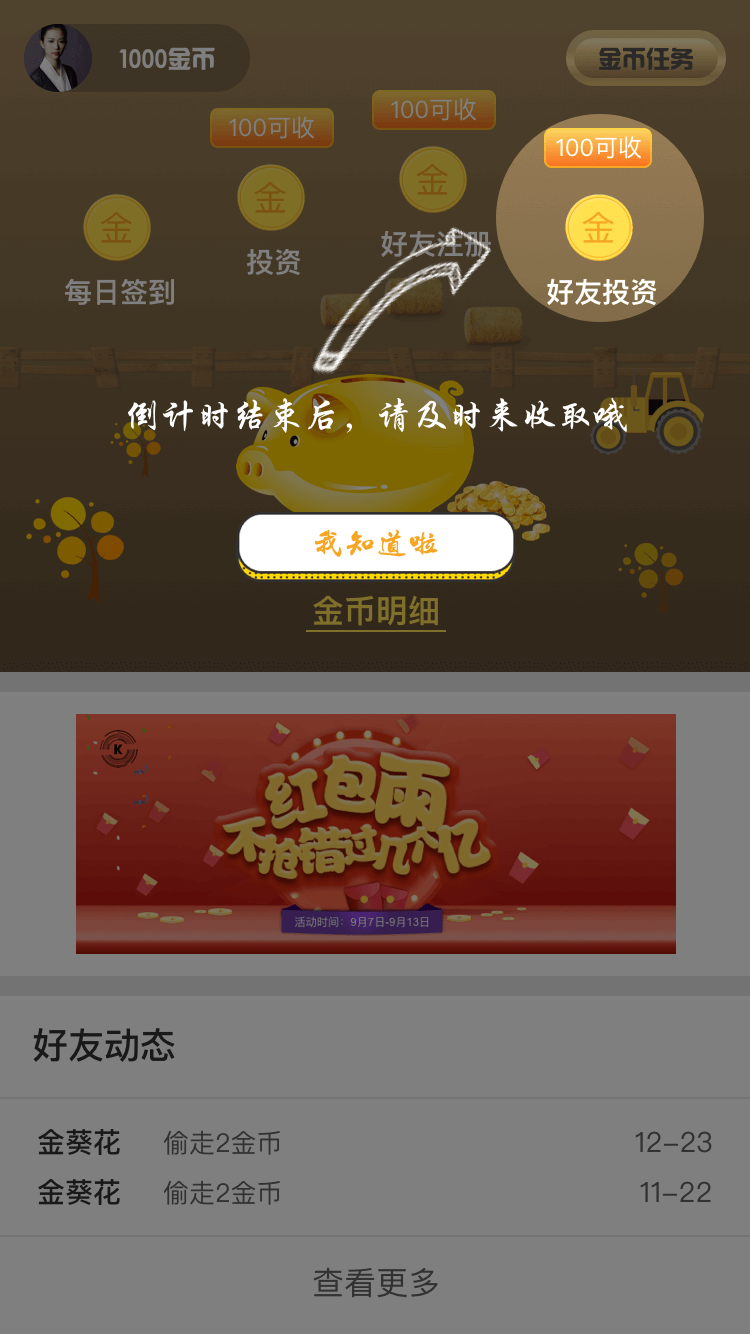 1000金币
金币任务
100可收
100可收
100可收
金
金
金
金
每日签到
投资
好友注册
好友投资
倒计时结束后，请及时来收取哦
我知道啦
金币明细
K
红包雨
不抢错过几个亿
活动时间：9月7日-9月13日
好友动态
金葵花 偷走2金币 12-23
金葵花 偷走2金币 11-22
查看更多